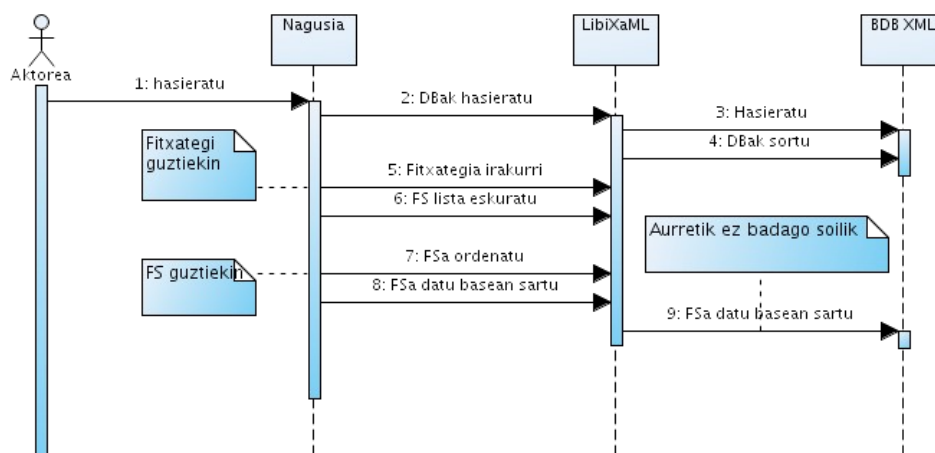 Nagusia
LibiXaML
BDB XML
Aktorea
1: hasieratu
2: DBak hasieratu
3: Hasieratu
Fitxategi
guztiekin
4: DBak sortu
5: Fitxategia irakurri
6: FS lista eskuratu
Aurretik ez badago soilik
7: FSa ordenatu
FS guztiekin
8: FSa datu basean sartu
9: FSa datu basean sartu